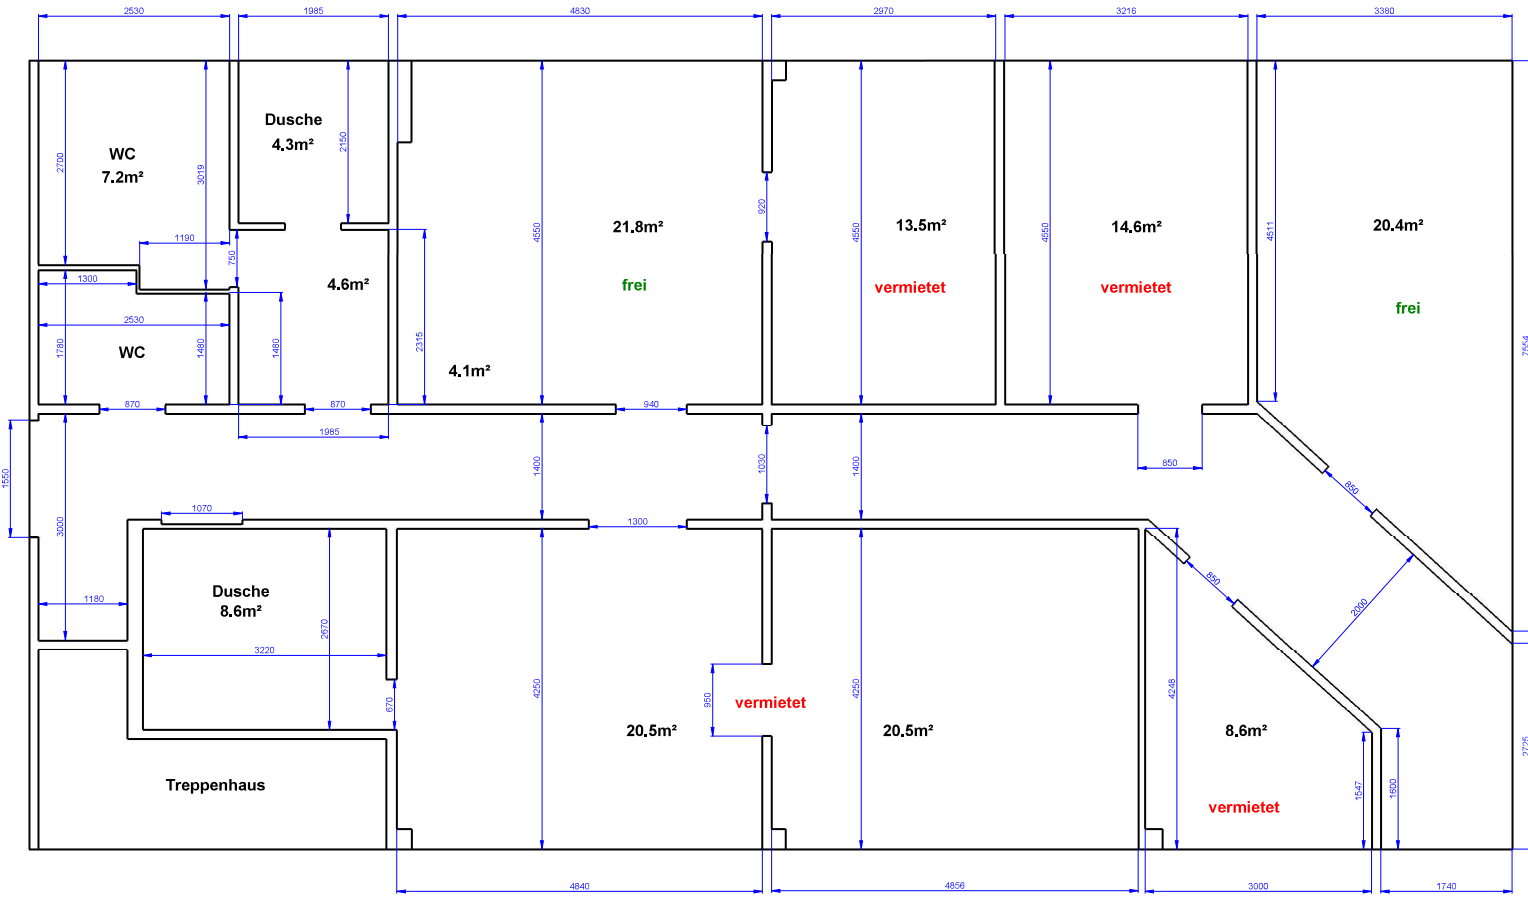 2530
1985
4830
2970
3216
3380
2700
3019
2150
4550
920
4550
4550
4511
7554
Dusche
4.3m²
WC
7.2m²
1190
750
1300
4.6m²
21.8m²
frei
13.5m²
vermietet
14.6m²
vermietet
20.4m²
frei
2530
WC
1780
1480
1480
2315
4.1m²
870
870
940
1985
1550
3000
1400
1030
1400
850
850
1070
1300
1180
Dusche
8.6m²
2670
3220
670
4250
950
4250
4248
850
2000
vermietet
20.5m²
20.5m²
8.6m²
vermietet
1547
1600
2725
Treppenhaus
4840
4856
3000
1740